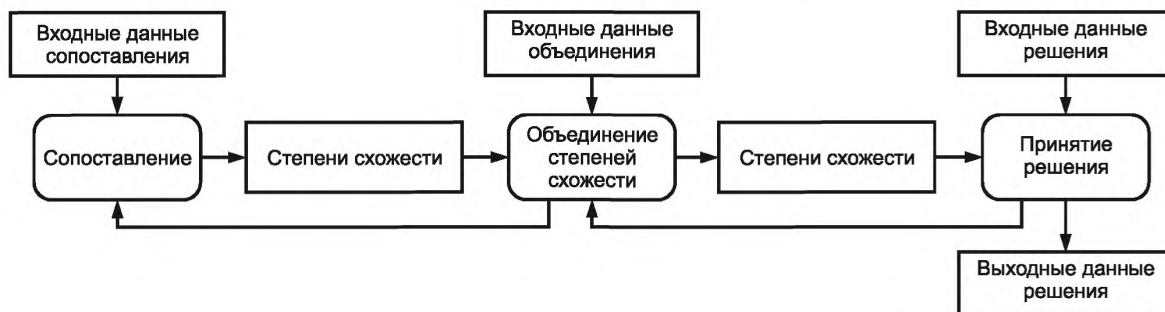 Входные данные
сопоставления
Входные данные
объединения
Входные данные
решения
Сопоставление
Степени схожести
Объединение
степеней
схожести
Степени схожести
Принятие
решения
Выходные данные
решения